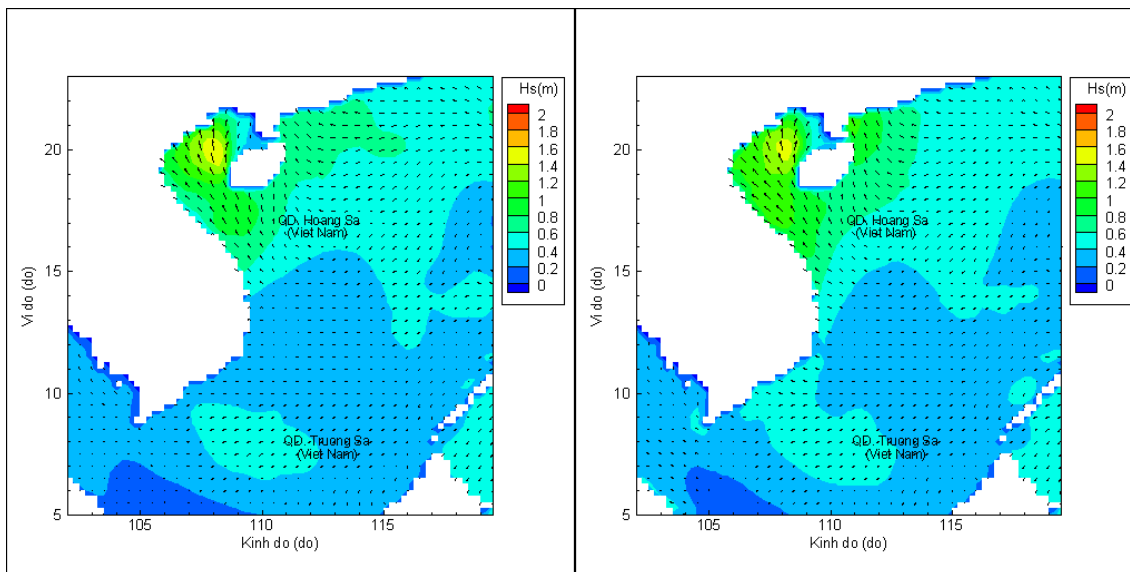 Hs(m)
2
1.8
1.6
1.4
1.2
1
0.8
0.6
0.4
0.2
0
20
15
10
5
Vi do (do)
QD. Hoang Sa
(Viet Nam)
QD. Truong Sa
(Viet Nam)
105
110
115
Kinh do (do)
Hs(m)
2
1.8
1.6
1.4
1.2
1
0.8
0.6
0.4
0.2
0
20
15
10
5
Vi do (do)
QD. Hoang Sa
(Viet Nam)
QD. Truong Sa
(Viet Nam)
105
110
115
Kinh do (do)